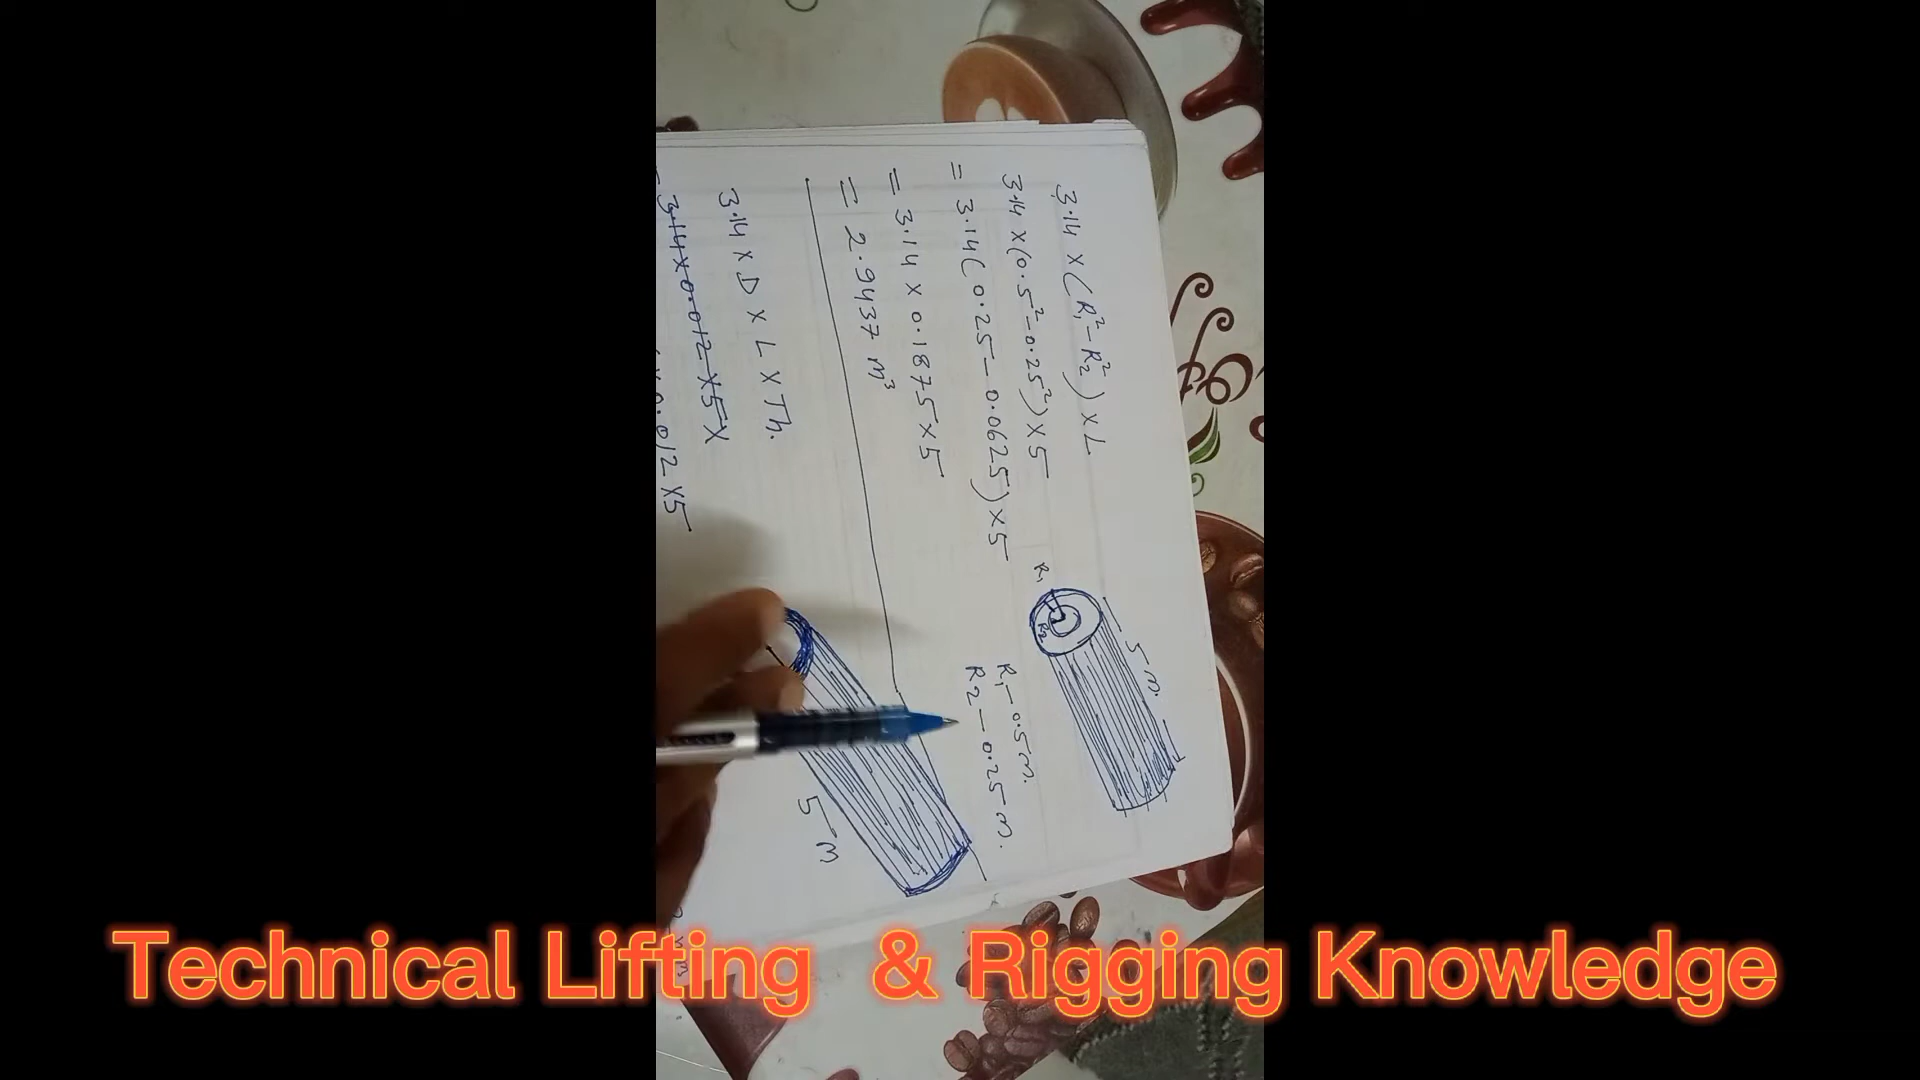 3.14 X (R₁² - R₂²) X L
3.14 X (0.5² - 0.25²) X 5
= 3.14 (0.25 - 0.0625) X 5
= 3.14 X 0.1875 X 5
= 2.9437 m³
R₁
R₂
5 m.
R₁ - 0.5 m.
R₂ - 0.25 m.
3.14 X D X L X Th.
3.14 X 0.012 X 5 X
0.012 X 5
5 m
Technical Lifting & Rigging Knowledge